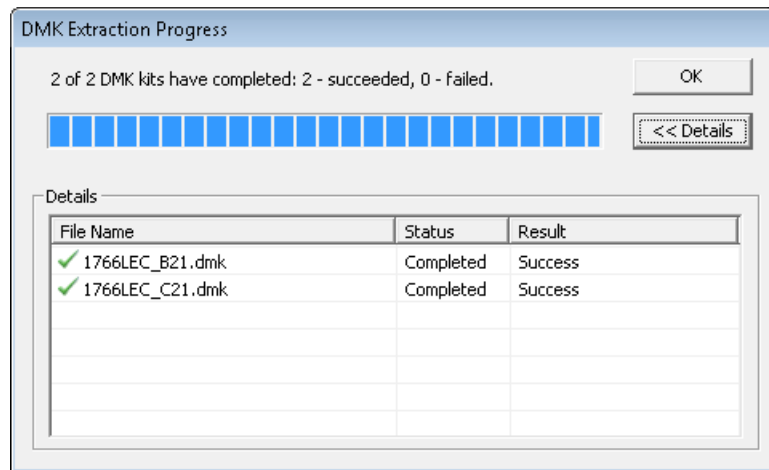 DMK Extraction Progress
2 of 2 DMK kits have completed: 2 - succeeded, 0 - failed.
OK
<< Details
Details
File Name Status Result
1766LEC_B21.dmk Completed Success
1766LEC_C21.dmk Completed Success